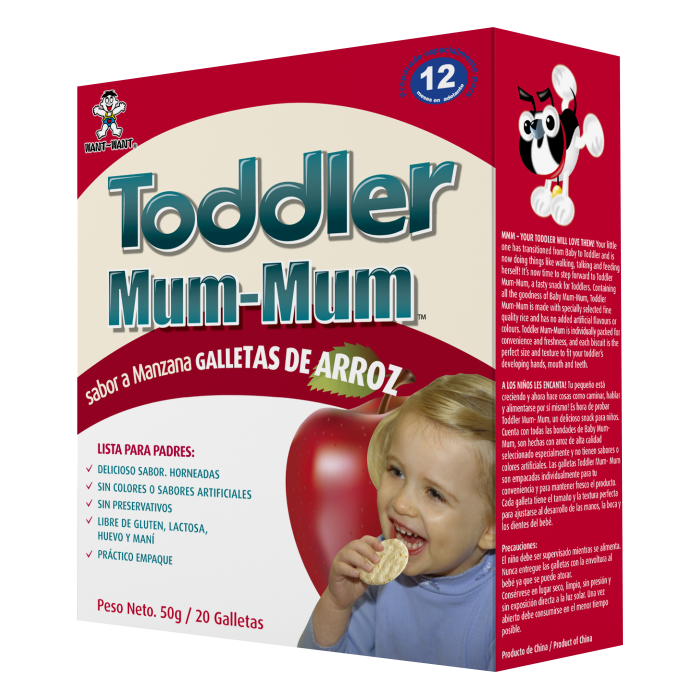 12
meses en adelante
WANT-WANT
Toddler
Mum-Mum™
sabor a Manzana GALLETAS DE ARROZ
LISTA PARA PADRES:
✓ DELICIOSO SABOR. HORNEADAS
✓ SIN COLORES O SABORES ARTIFICIALES
✓ SIN PRESERVATIVOS
✓ LIBRE DE GLUTEN, LACTOSA,
HUEVO Y MANÍ
✓ PRÁCTICO EMPAQUE
Peso Neto. 50g / 20 Galletas
MMM - YOUR TODDLER WILL LOVE THEM! Your little
one has transitioned from Baby to Toddler and is
now doing things like walking, talking and feeding
herself! It's now time to step forward to Toddler
Mum-Mum, a tasty snack for Toddlers. Containing
all the goodness of Baby Mum-Mum, Toddler
Mum-Mum is made with specially selected fine
quality rice and has no added artificial flavours or
colours. Toddler Mum-Mum is individually packed for
convenience and freshness, and each biscuit is the
perfect size and texture to fit your toddler's
developing hands, mouth and teeth.
A LOS NIÑOS LES ENCANTA! Tu pequeño está
creciendo y ahora hace cosas como caminar, hablar
y alimentarse por sí mismo! Es hora de probar
Toddler Mum- Mum, un delicioso snack para niños.
Cuenta con todas las bondades de Baby Mum-
Mum, son hechas con arroz de alta calidad
seleccionado especialmente y no tienen sabores o
colores artificiales. Las galletas Toddler Mum- Mum
son empacadas individualmente para tu
conveniencia y para mantener fresco el producto.
Cada galleta tiene el tamaño y la textura perfecta
para ajustarse al desarrollo de las manos, la boca y
los dientes del bebé.
Precauciones:
El niño debe ser supervisado mientras se alimenta.
Nunca entregue las galletas con la envoltura al
bebé ya que se puede atorar.
Consérvese en lugar seco, limpio, sin presión y
sin exposición directa a la luz solar. Una vez
abierto debe consumirse en el menor tiempo
posible.
Producto de China / Product of China